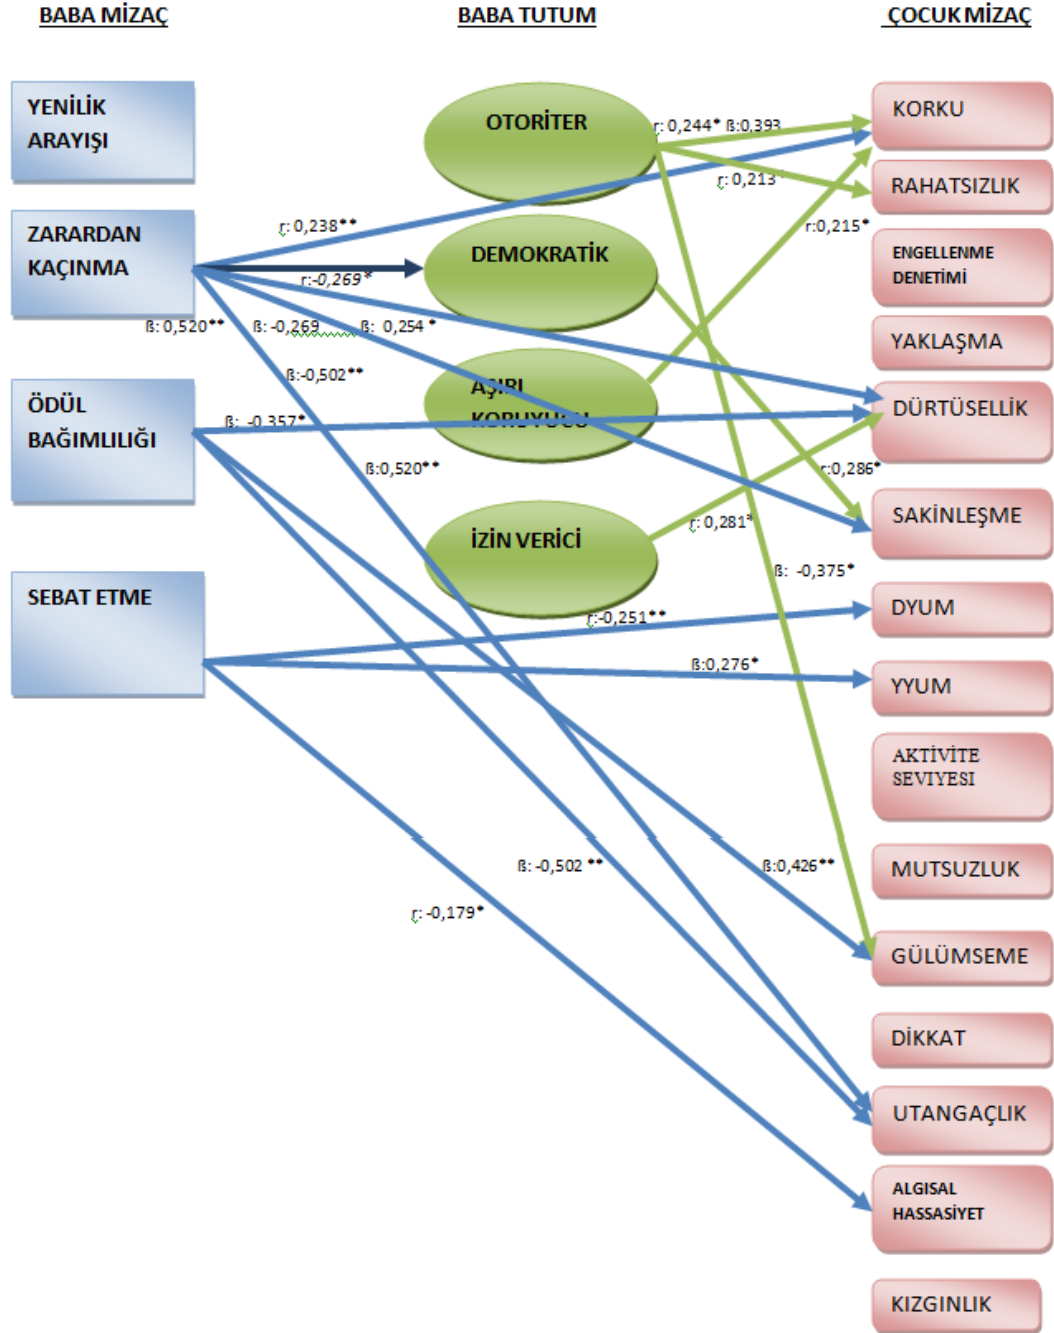 BABA MİZAÇ
BABA TUTUM
ÇOCUK MİZAÇ
YENİLİK
ARAYIŞI
ZARARDAN
KAÇINMA
ÖDÜL
BAĞIMLILIĞI
SEBAT ETME
OTORİTER
DEMOKRATİK
AŞIRI
KORUYUCU
İZİN VERİCİ
KORKU
RAHATSIZLIK
ENGELLENME
DENETİMİ
YAKLAŞMA
DÜRTÜSELLİK
SAKİNLEŞME
DYUM
YYUM
AKTİVİTE
SEVIYESI
MUTSUZLUK
GÜLÜMSEME
DİKKAT
UTANGAÇLIK
ALGISAL
HASSASİYET
KIZGINLIK
r: 0,244* ß:0,393
r: 0,213*
r: 0,238**
r:0,215*
r:-0,269*
ß: 0,520**
ß: -0,269
ß: 0,254 *
ß:-0,502**
ß: -0,357*
ß:0,520**
r:0,286*
r: 0,281*
ß: -0,375*
r:-0,251**
ß:0,276*
ß: -0,502 **
ß:0,426**
r: -0,179*